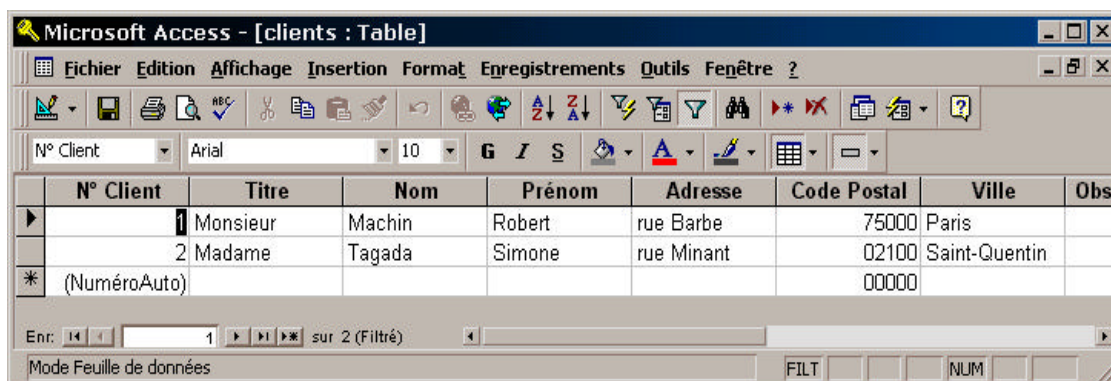 Microsoft Access - [clients : Table]
Fichier Edition Affichage Insertion Format Enregistrements Outils Fenêtre ?
N° Client Arial 10 G I S
N° Client Titre Nom Prénom Adresse Code Postal Ville Obs
1 Monsieur Machin Robert rue Barbe 75000 Paris
2 Madame Tagada Simone rue Minant 02100 Saint-Quentin
(NuméroAuto) 00000
Enr: 1 sur 2 (Filtré)
Mode Feuille de données FILT NUM